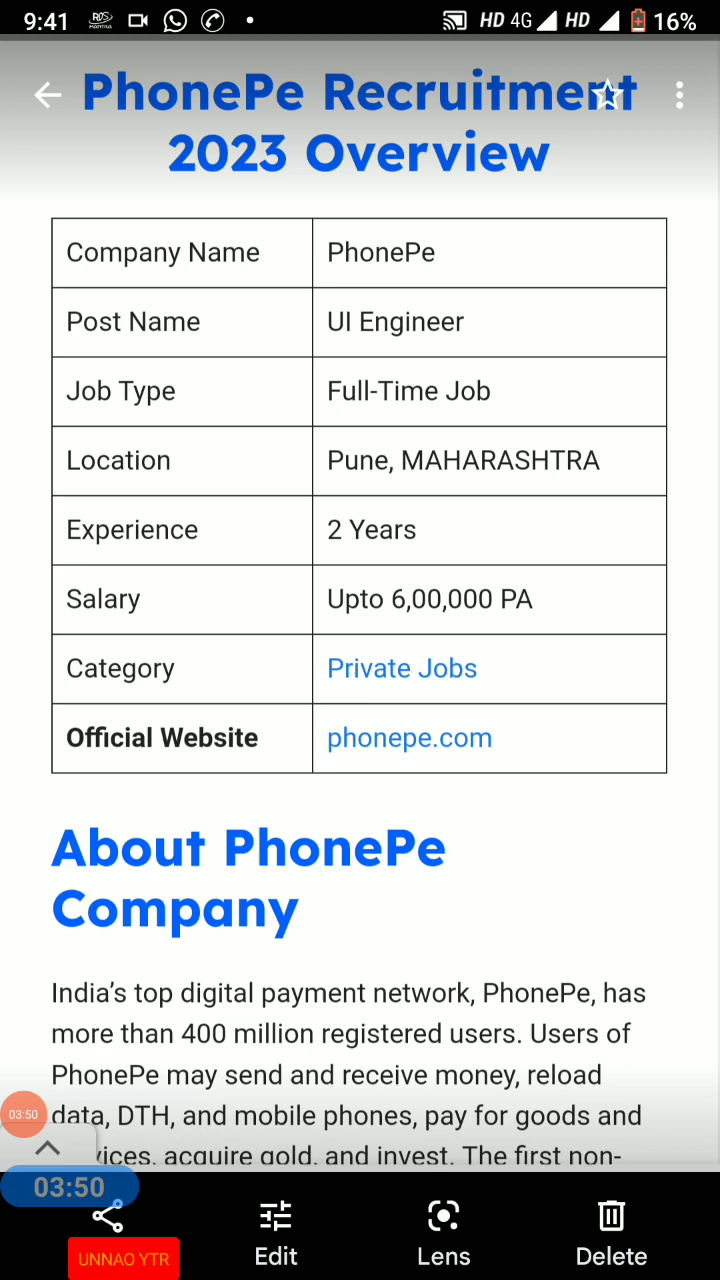 9:41 RDS HD 4G HD 16%
PhonePe Recruitment
2023 Overview
Company Name PhonePe
Post Name UI Engineer
Job Type Full-Time Job
Location Pune, MAHARASHTRA
Experience 2 Years
Salary Upto 6,00,000 PA
Category Private Jobs
Official Website phonepe.com
About PhonePe
Company
India’s top digital payment network, PhonePe, has
more than 400 million registered users. Users of
PhonePe may send and receive money, reload
03:50 data, DTH, and mobile phones, pay for goods and
vices, acquire gold, and invest. The first non-
03:50
UNNAO YTR Edit Lens Delete